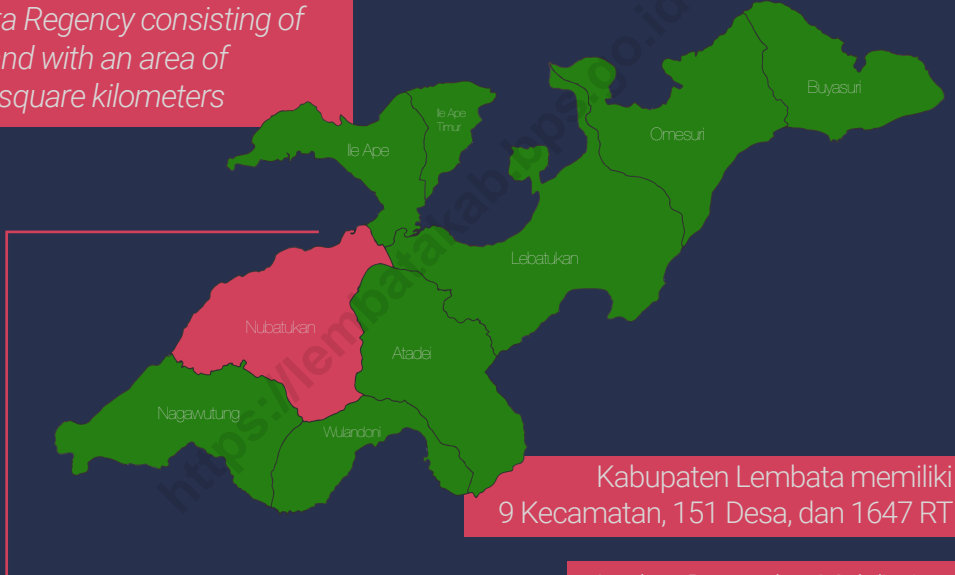 ta Regency consisting of
nd with an area of
square kilometers
Buyasuri
Ile Ape
Timur
Omesuri
Ile Ape
Lebatukan
Nubatukan
Atadei
Nagawutung
Wulandoni
https://lembatakab.bps.go.id
Kabupaten Lembata memiliki
9 Kecamatan, 151 Desa, dan 1647 RT